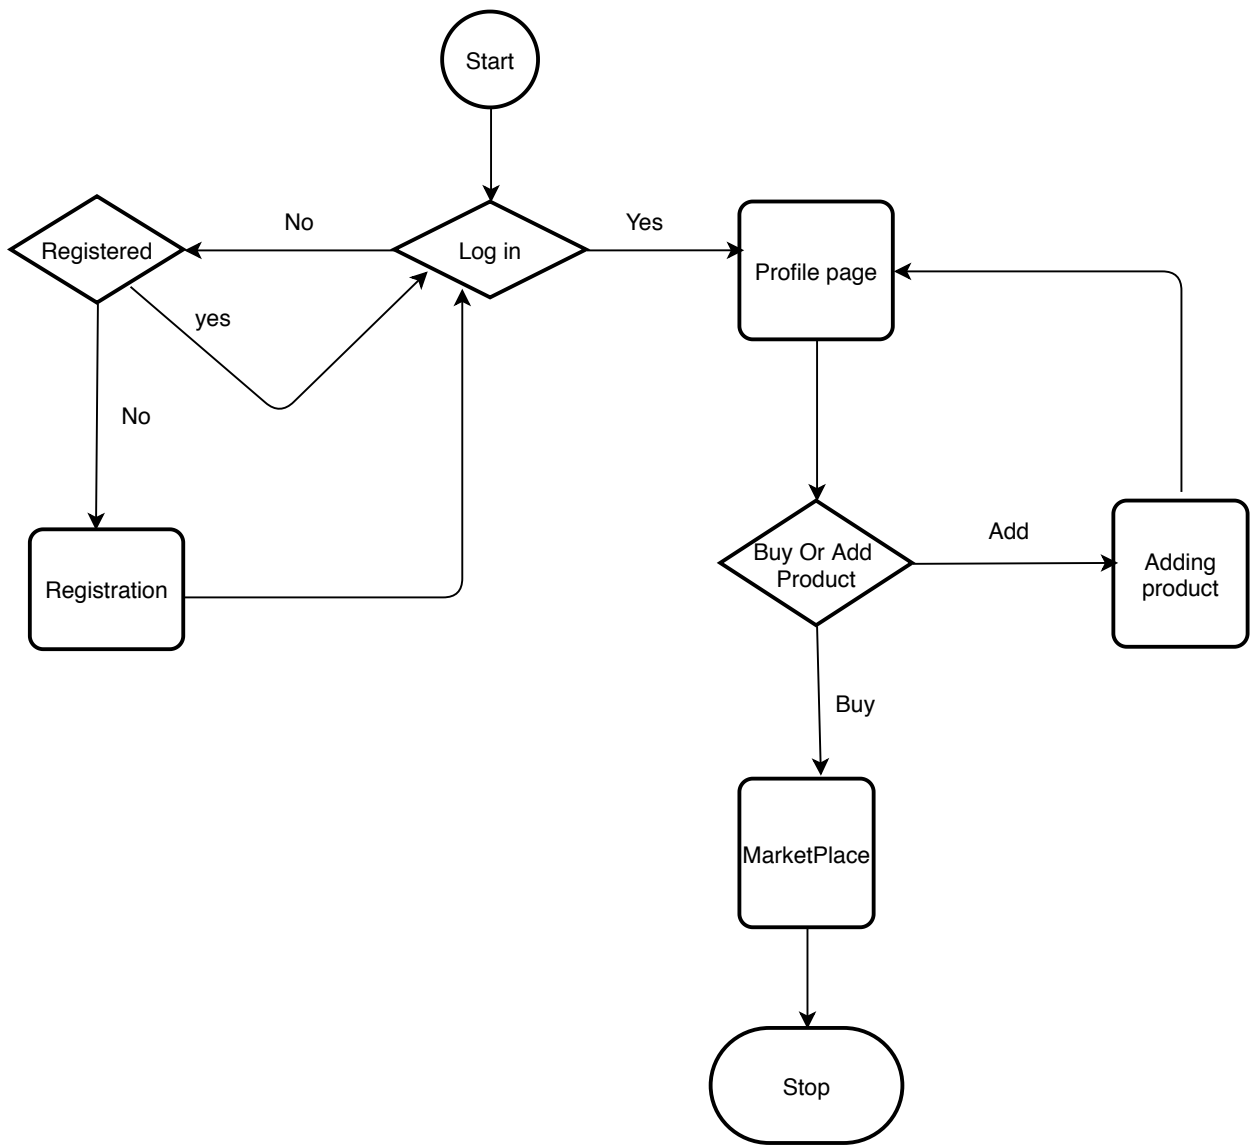 Start
No
Yes
Registered
Log in
Profile page
yes
No
Add
Buy Or Add
Product
Adding
product
Registration
Buy
MarketPlace
Stop